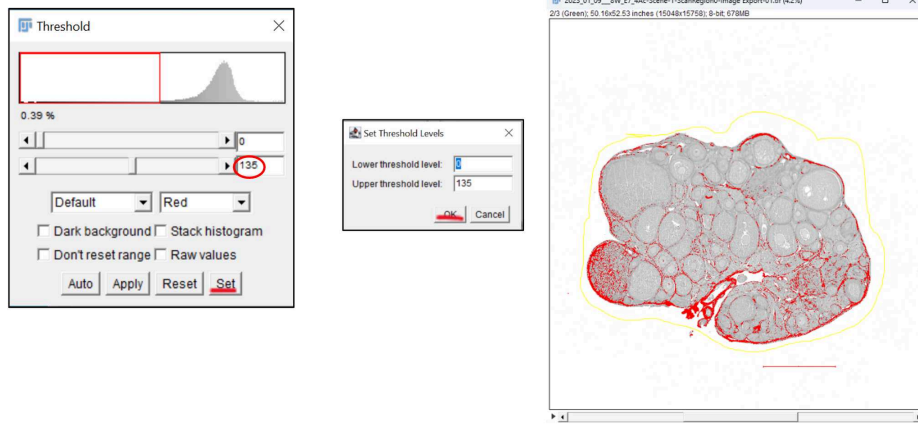 Threshold
0.39 %
0
135
Default
Red
Dark background
Stack histogram
Don't reset range
Raw values
Auto
Apply
Reset
Set
Set Threshold Levels
Lower threshold level:
0
Upper threshold level:
135
OK
Cancel
2/3 (Green); 50.16x52.53 inches (15048x15758); 8-bit; 678MB